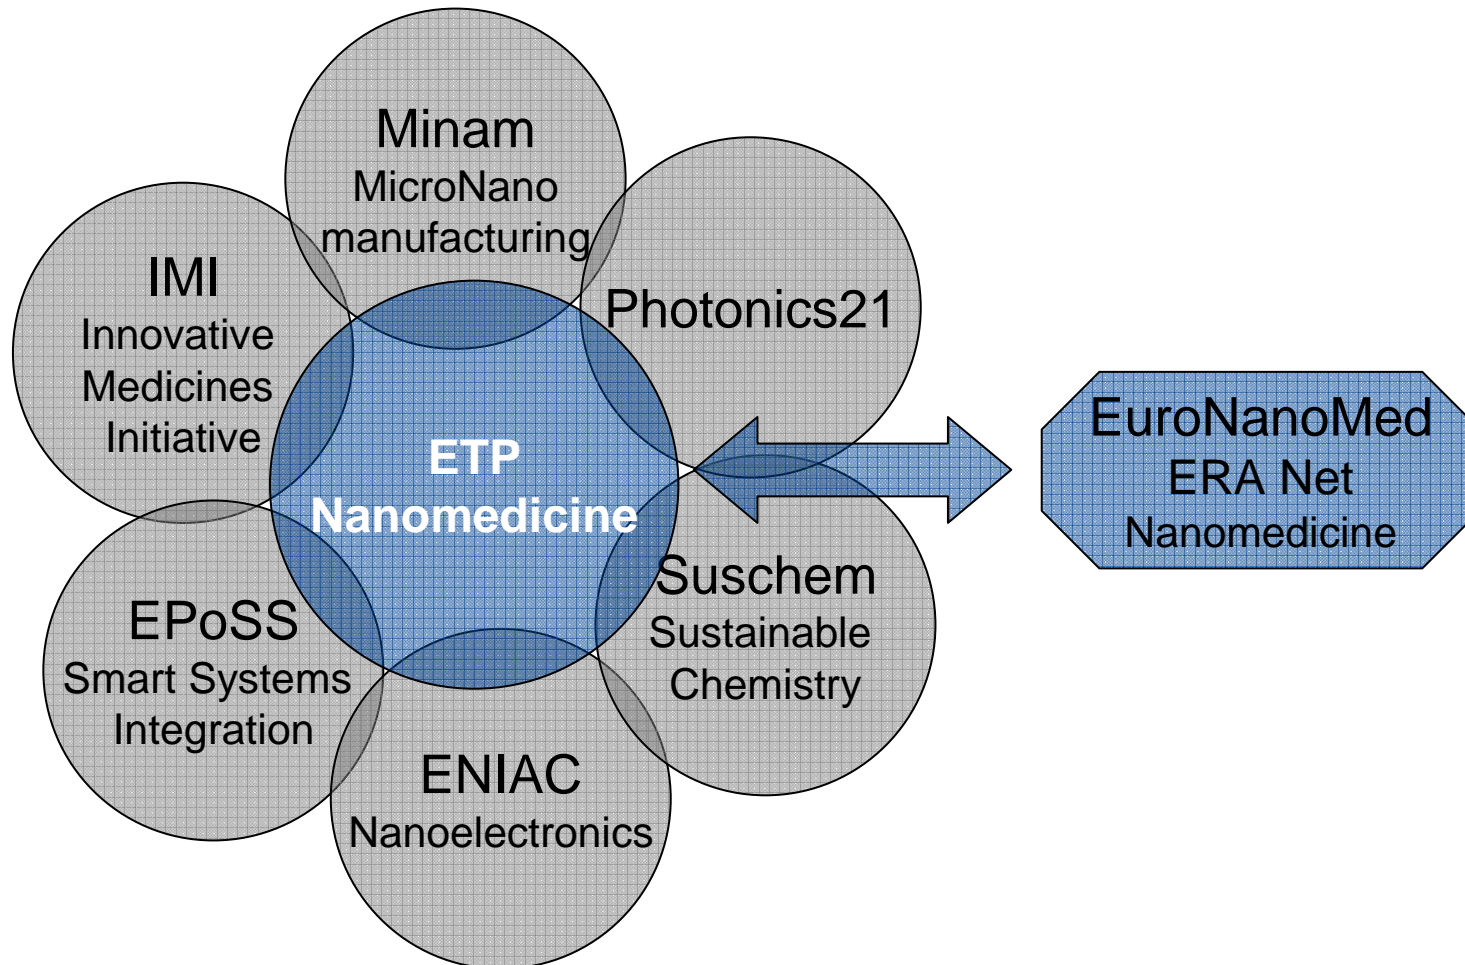 Minam
MicroNano
manufacturing
IMI
Innovative
Medicines
Initiative
Photonics21
ETP
Nanomedicine
EuroNanoMed
ERA Net
Nanomedicine
Suschem
Sustainable
Chemistry
EPoSS
Smart Systems
Integration
ENIAC
Nanoelectronics